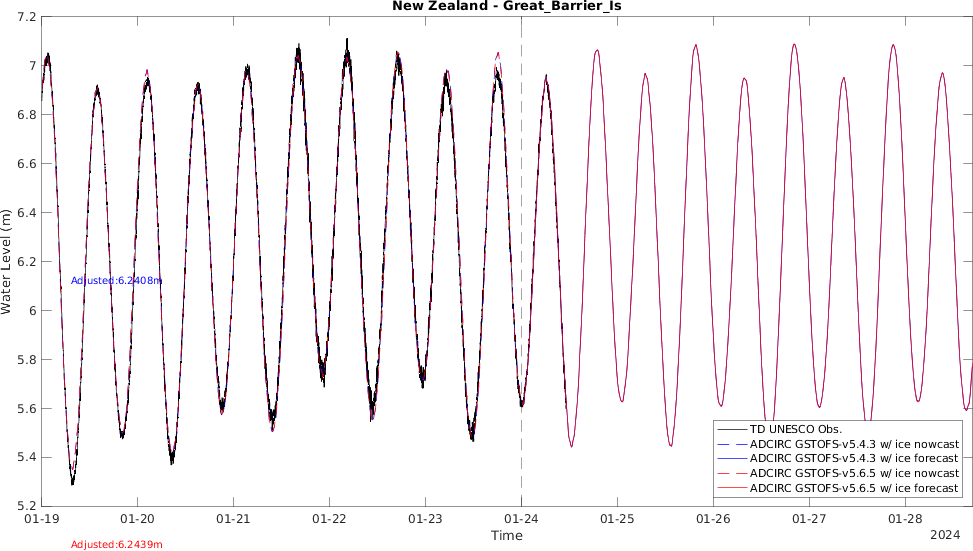 New Zealand - Great_Barrier_Is
7.2
7
6.8
6.6
6.4
6.2
6
5.8
5.6
5.4
5.2
Water Level (m)
Adjusted:6.2408m
TD UNESCO Obs.
ADCIRC GSTOFS-v5.4.3 w/ ice nowcast
ADCIRC GSTOFS-v5.4.3 w/ ice forecast
ADCIRC GSTOFS-v5.6.5 w/ ice nowcast
ADCIRC GSTOFS-v5.6.5 w/ ice forecast
01-19 01-20 01-21 01-22 01-23 01-24 01-25 01-26 01-27 01-28
Time
2024
Adjusted:6.2439m